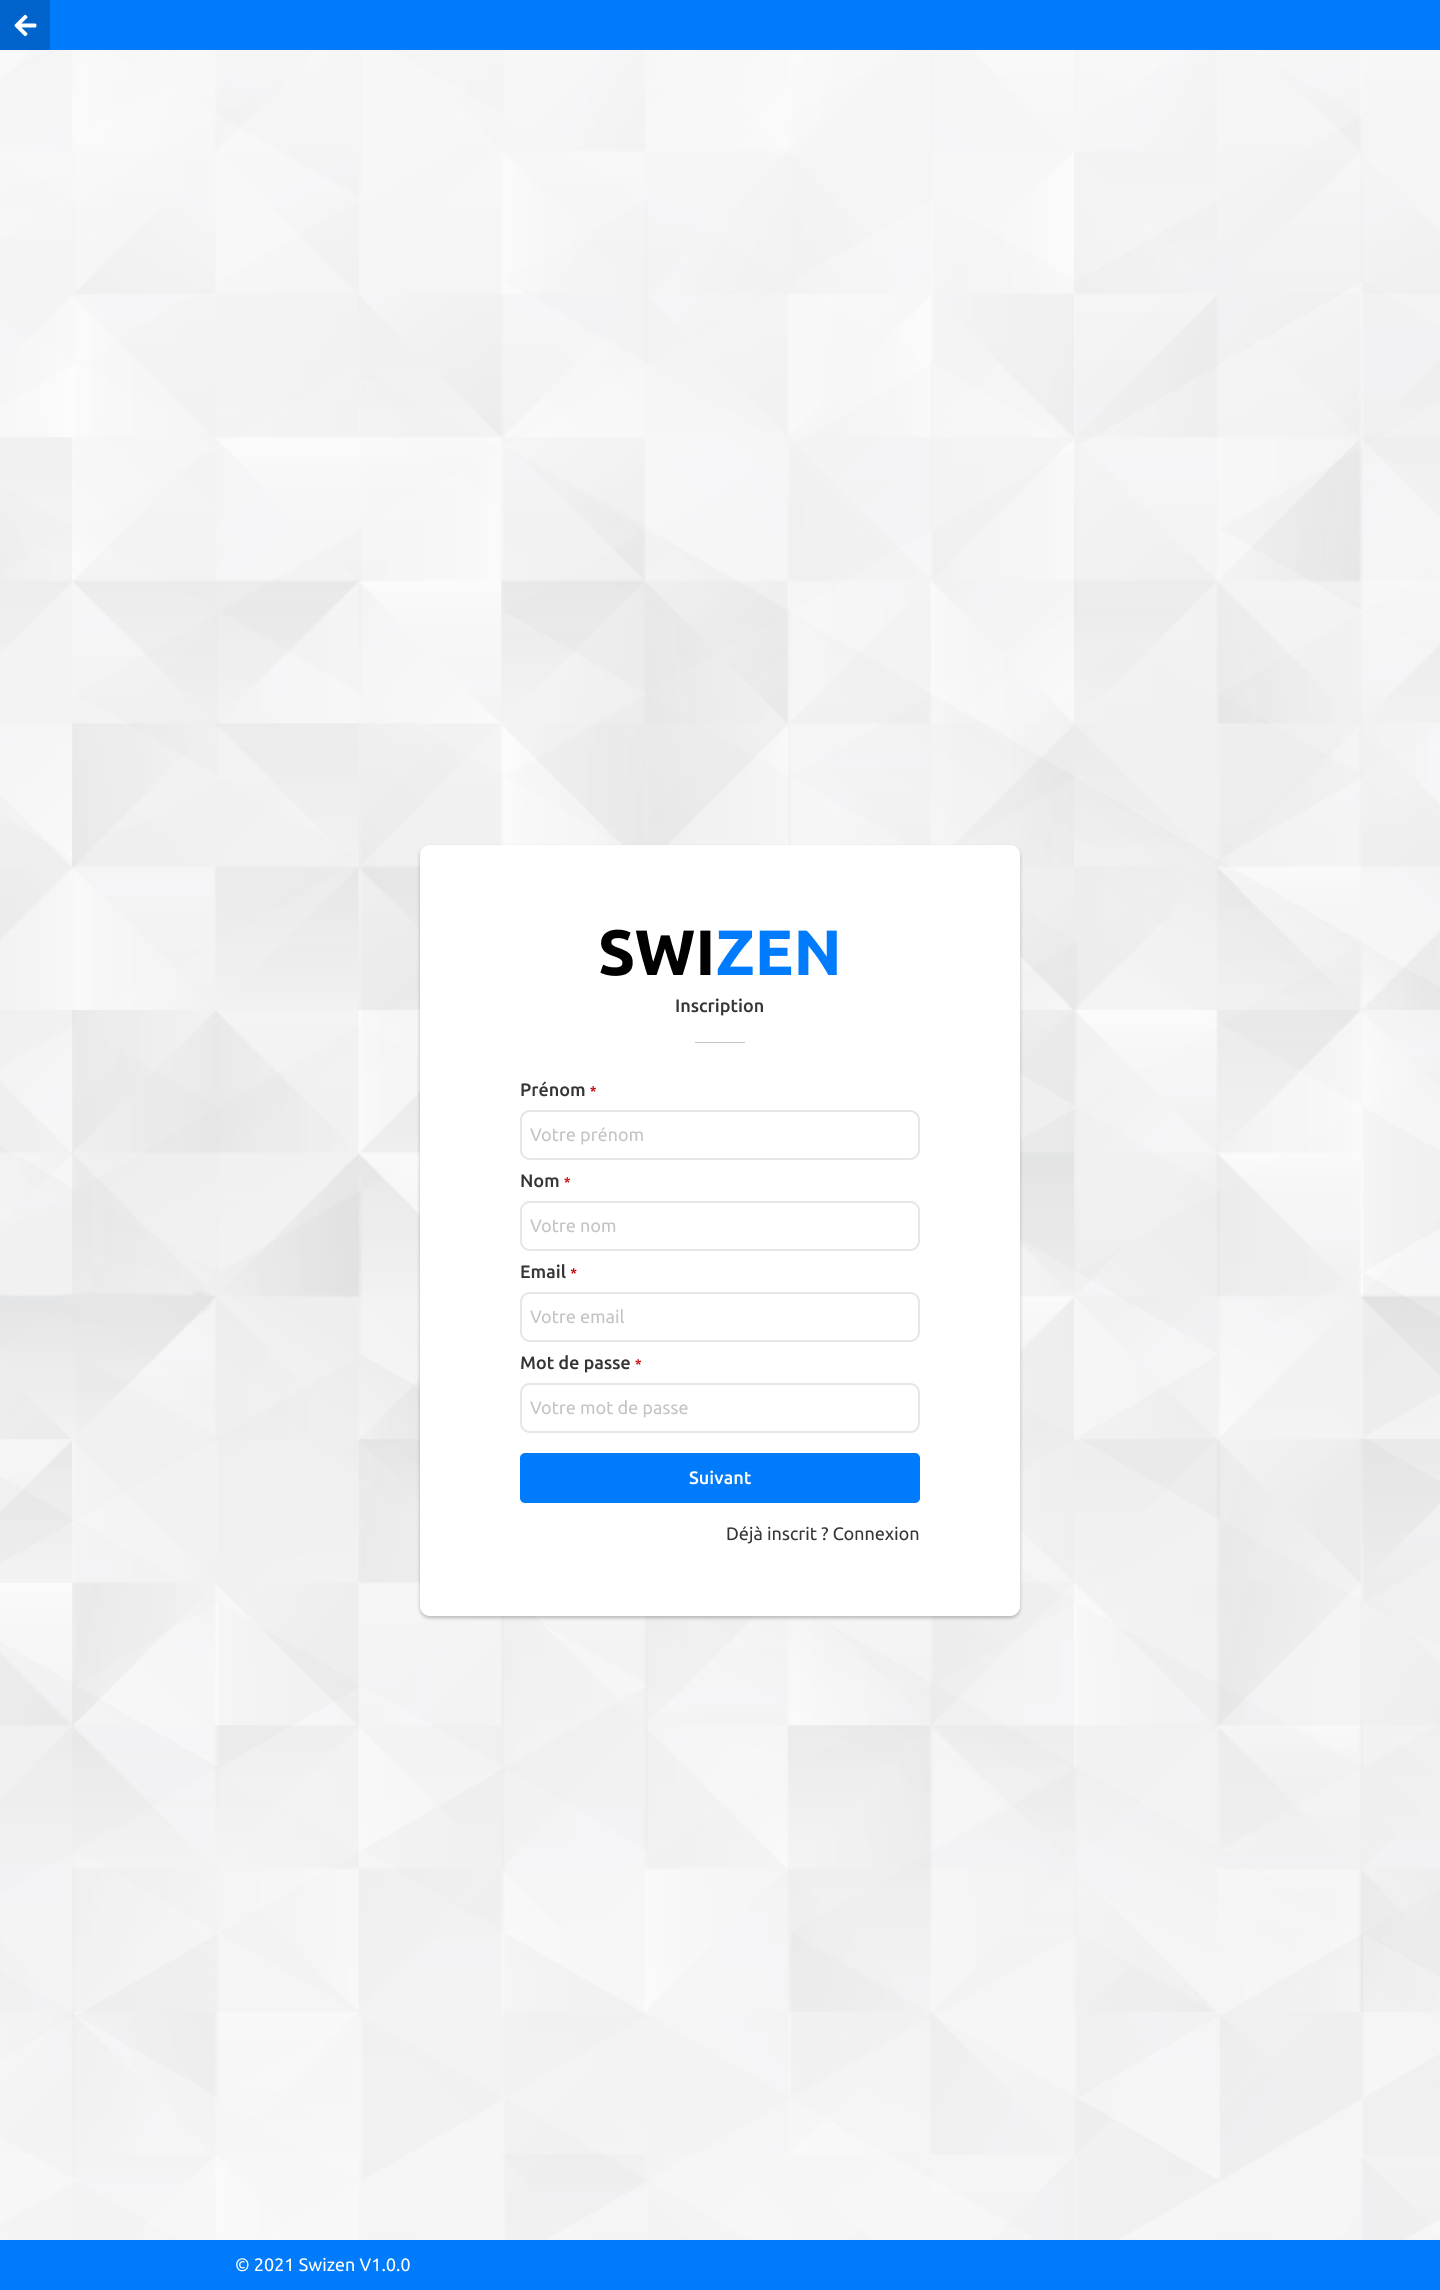 SWIZEN
Inscription
Prénom *
Votre prénom
Nom *
Votre nom
Email *
Votre email
Mot de passe *
Votre mot de passe
Suivant
Déjà inscrit ? Connexion
© 2021 Swizen V1.0.0